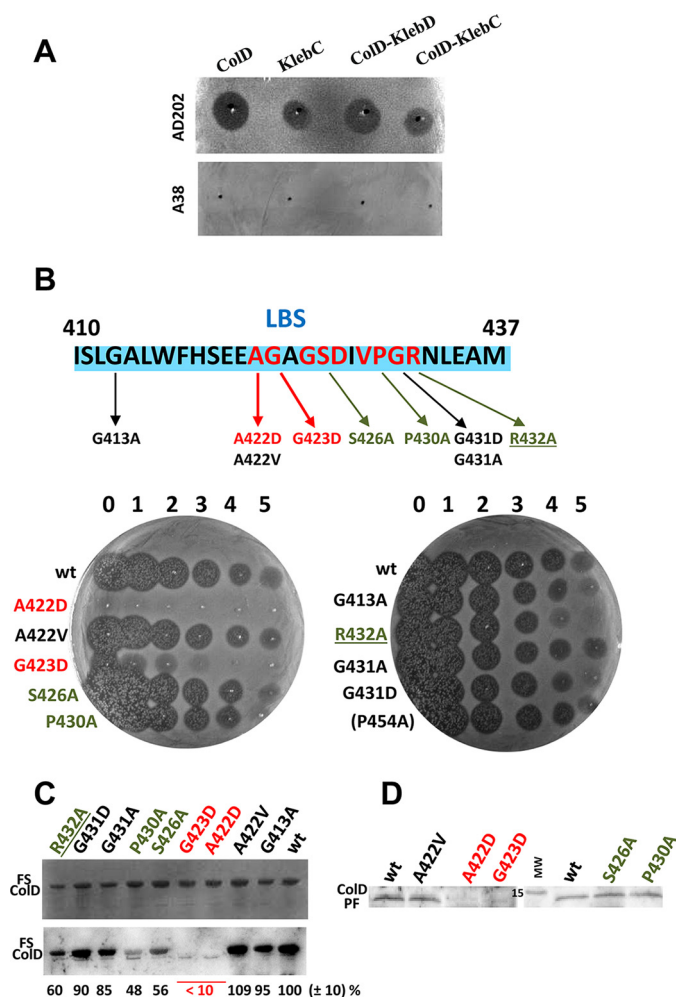 A
ColD KlebC ColD-KlebD ColD-KlebC
AD202
A38
B
LBS
410 437
ISLGALWFHSEEAGAGSDIVPGRNLEAM
G413A A422D G423D S426A P430A G431D R432A
A422V G431A
0 1 2 3 4 5
wt
A422D
A422V
G423D
S426A
P430A
0 1 2 3 4 5
wt
G413A
R432A
G431A
G431D
(P454A)
C
R432A G431D G431A P430A S426A G423D A422D A422V G413A wt
FS
ColD
FS
ColD
60 90 85 48 56 < 10 109 95 100 (± 10) %
D
wt A422V A422D G423D MW wt S426A P430A
ColD
PF
15